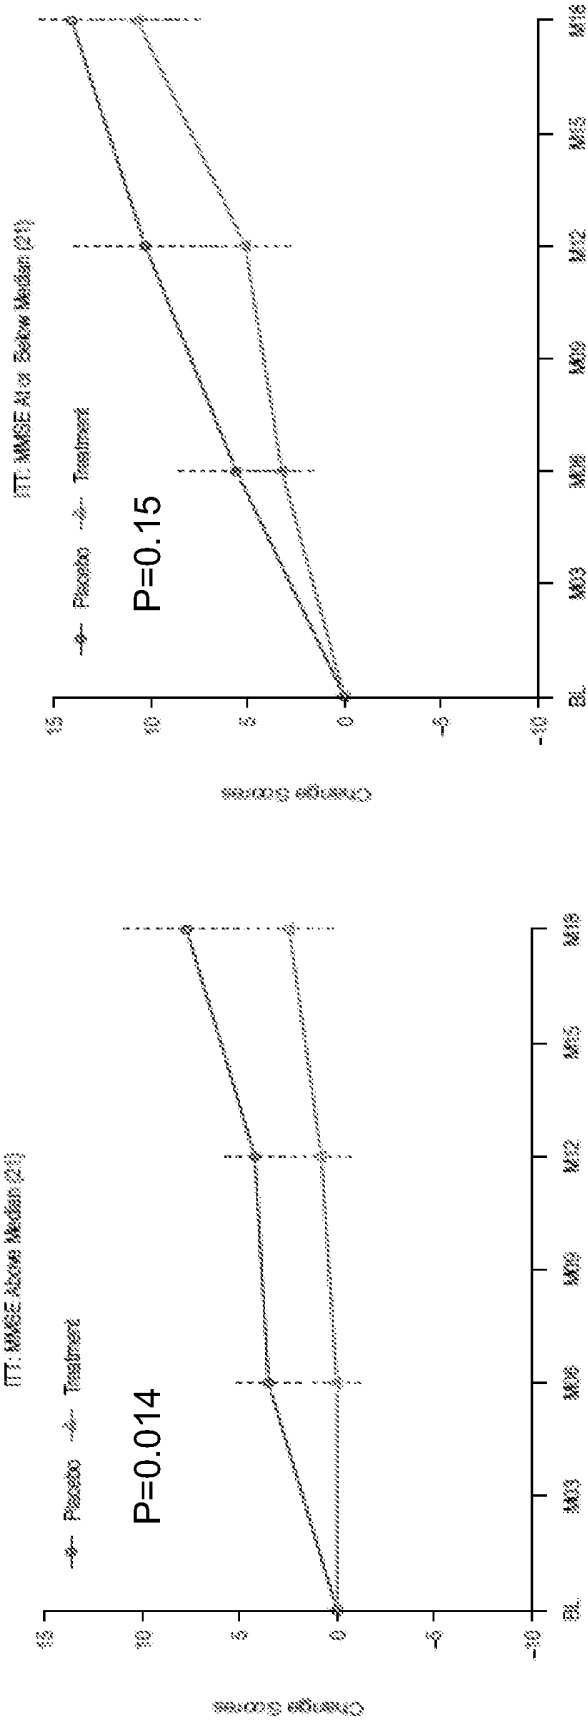 ITT: MMSE Above Median (21)
Placebo Treatment
P=0.014
Change Scores
15
10
5
0
-5
-10
BL
M03
M06
M09
M12
M15
M18
ITT: MMSE At or Below Median (21)
Placebo Treatment
P=0.15
Change Scores
15
10
5
0
-5
-10
BL
M03
M06
M09
M12
M15
M18